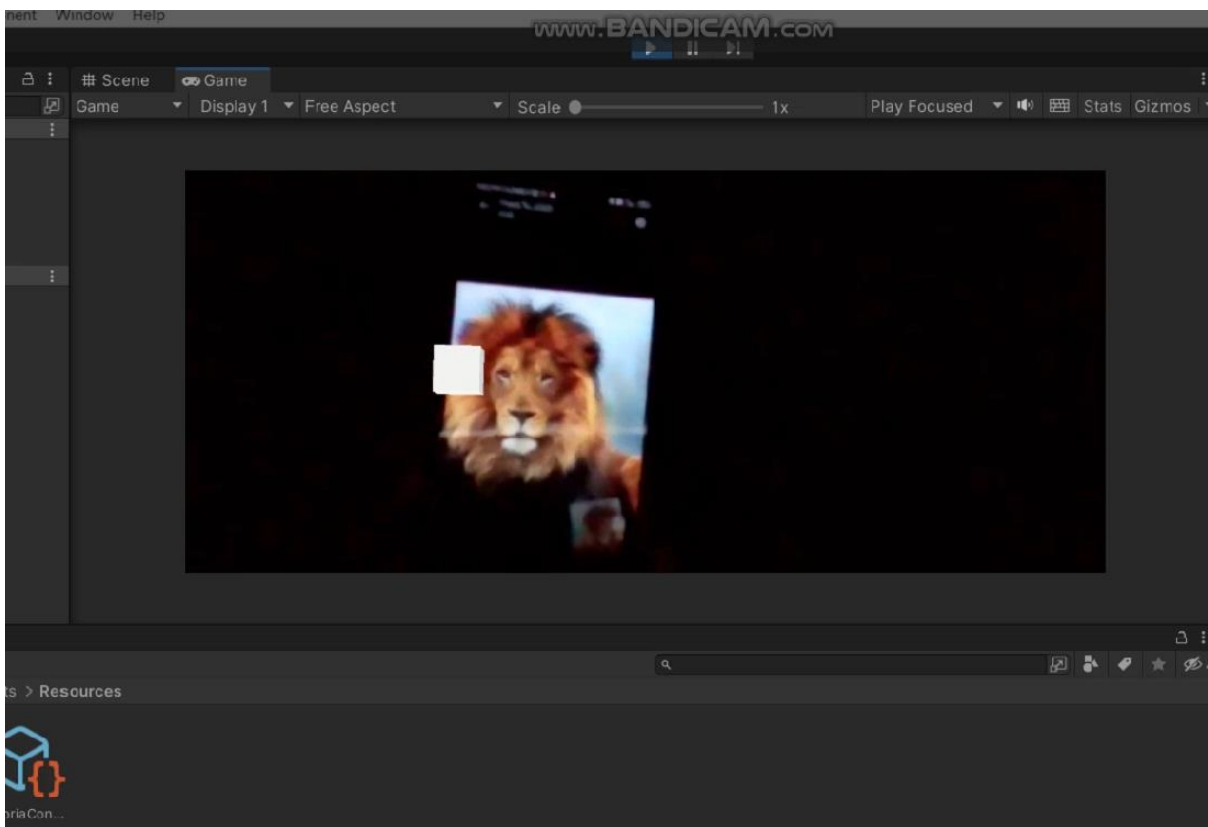 nent Window Help
www.BANDICAM.com
Scene Game
Game Display 1 Free Aspect Scale 1x Play Focused Stats Gizmos
ts > Resources
{}
oriaCon...